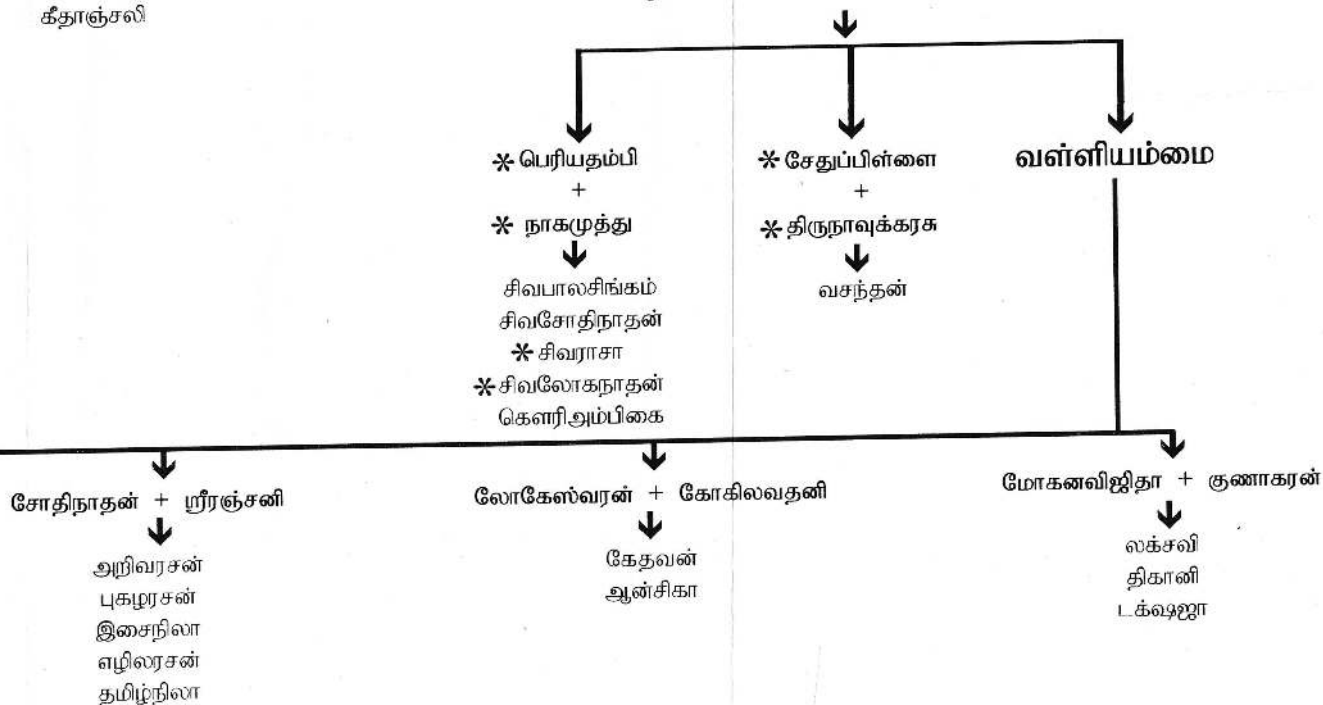 கீதாஞ்சலி
* பெரியதம்பி
+
* நாகமுத்து
சிவபாலசிங்கம்
சிவசோதிநாதன்
* சிவராசா
* சிவலோகநாதன்
கௌரிஅம்பிகை
* சேதுப்பிள்ளை
+
* திருநாவுக்கரசு
வசந்தன்
வள்ளியம்மை
சோதிநாதன் + ஸ்ரீரஞ்சனி
அறிவரசன்
புகழரசன்
இசைநிலா
எழிலரசன்
தமிழ்நிலா
லோகேஸ்வரன் + கோகிலவதனி
கேதவன்
ஆன்சிகா
மோகனவிஜிதா + குணாகரன்
லக்சவி
திகானி
டக்ஷஜா